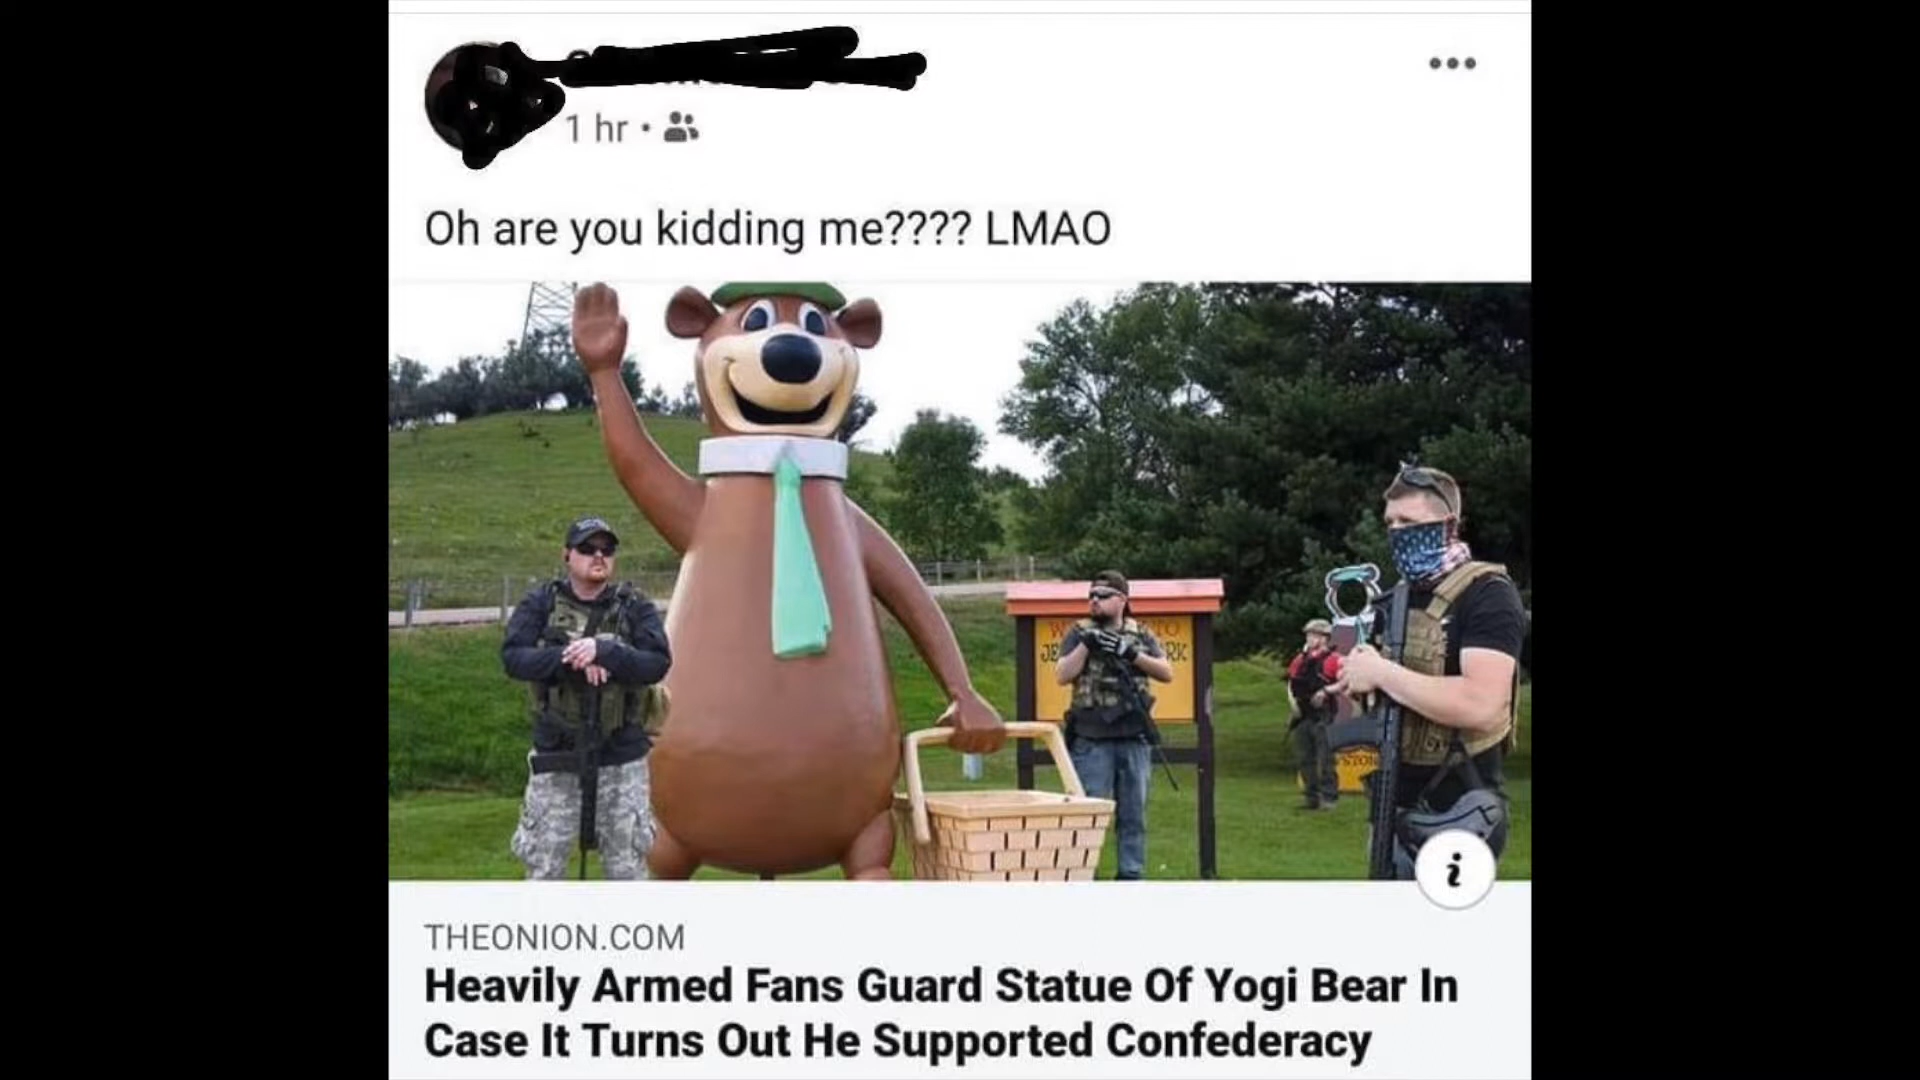 1 hr •
Oh are you kidding me???? LMAO
THEONION.COM
Heavily Armed Fans Guard Statue Of Yogi Bear In
Case It Turns Out He Supported Confederacy